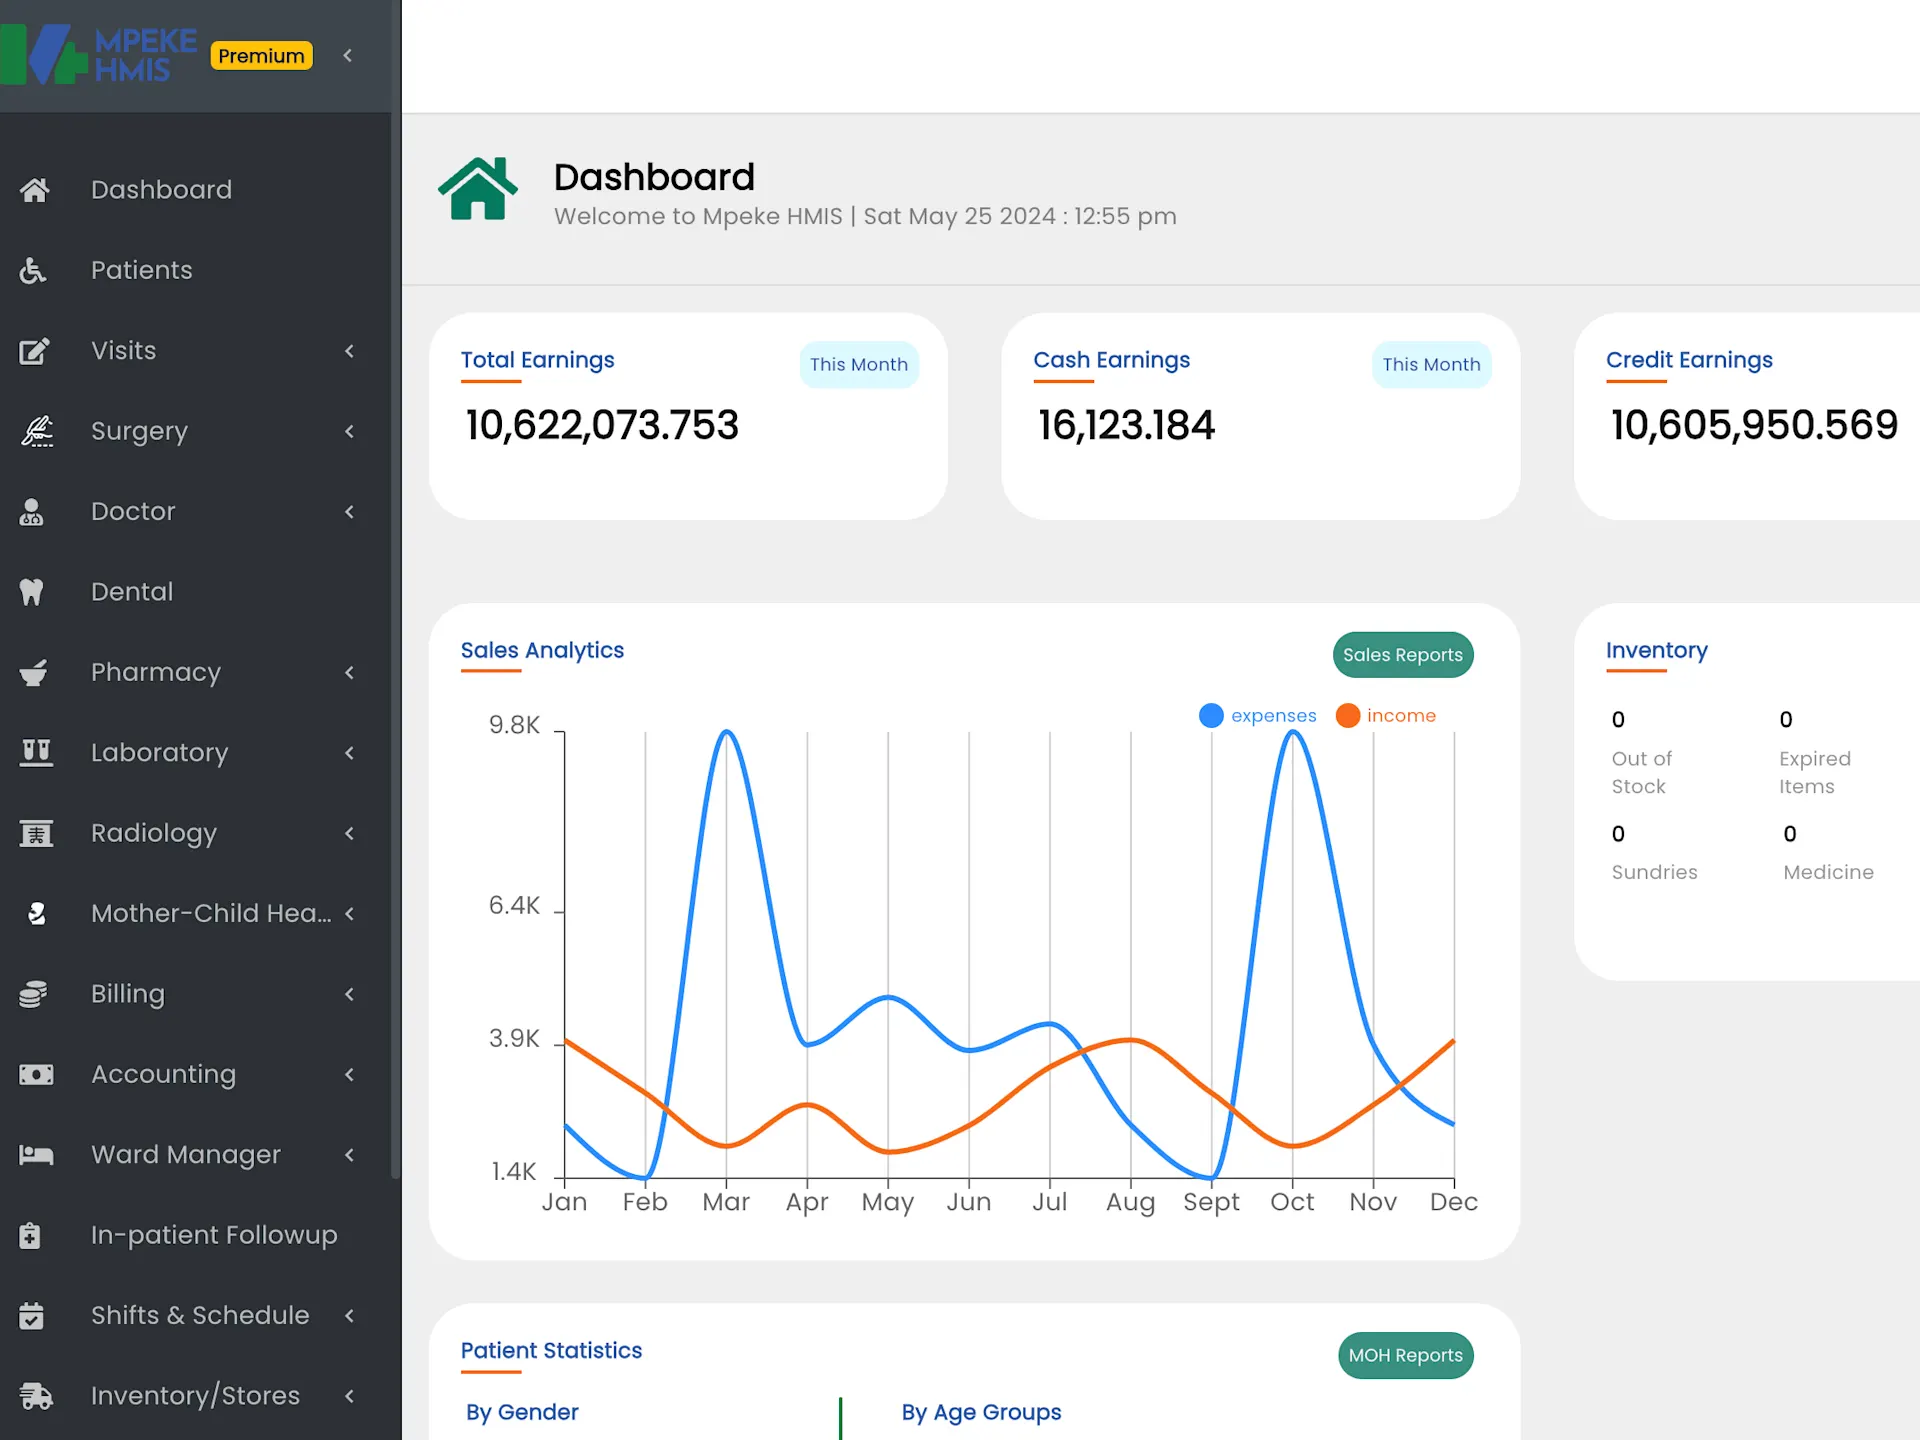 MPEKE
HMIS
Premium
Dashboard
Patients
Visits
Surgery
Doctor
Dental
Pharmacy
Laboratory
Radiology
Mother-Child Hea...
Billing
Accounting
Ward Manager
In-patient Followup
Shifts & Schedule
Inventory/Stores
Dashboard
Welcome to Mpeke HMIS | Sat May 25 2024 : 12:55 pm
Total Earnings
This Month
10,622,073.753
Cash Earnings
This Month
16,123.184
Credit Earnings
10,605,950.569
Sales Analytics
Sales Reports
expenses income
9.8K
6.4K
3.9K
1.4K
Jan Feb Mar Apr May Jun Jul Aug Sept Oct Nov Dec
Inventory
0 0
Out of Stock
Expired Items
0 0
Sundries Medicine
Patient Statistics
MOH Reports
By Gender
By Age Groups